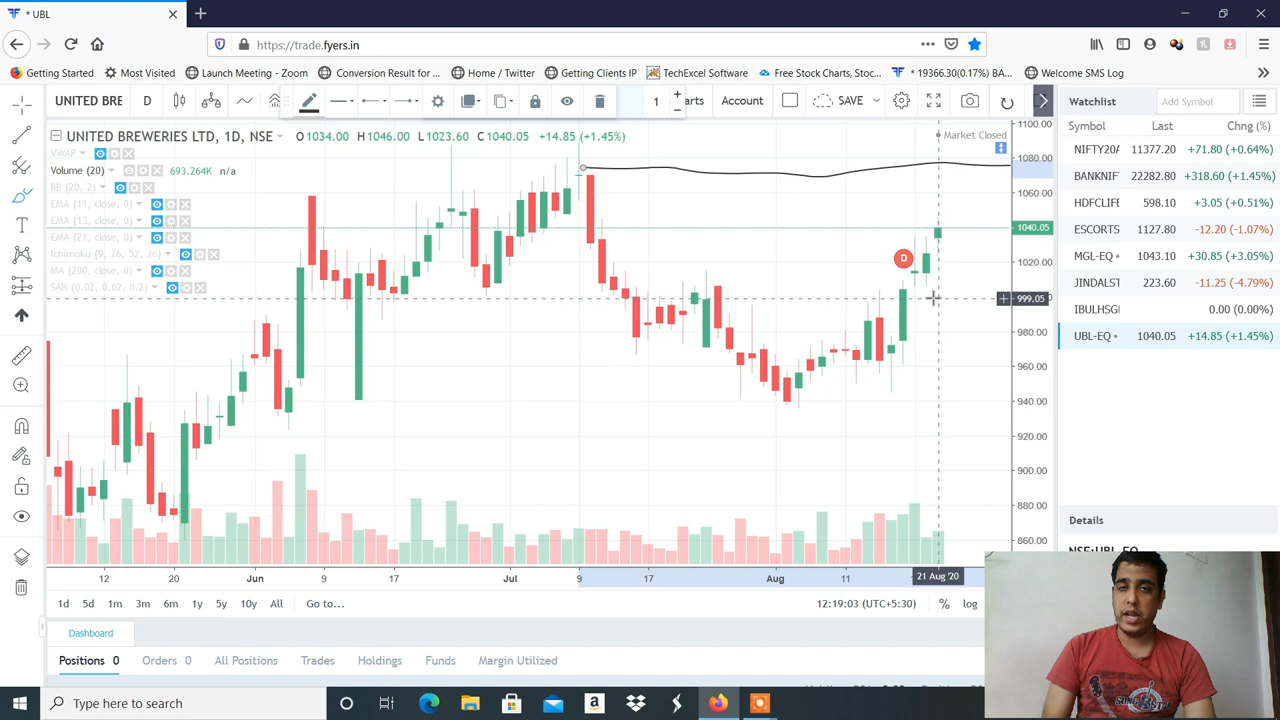 * UBL
https://trade.fyers.in
Getting Started Most Visited Launch Meeting - Zoom Conversion Result for ... Home / Twitter Getting Clients IP TechExcel Software Free Stock Charts, Stoc... * 19366.30(0.17%) BA... Welcome SMS Log
UNITED BRE D 1 arts Account SAVE
Watchlist Add Symbol
UNITED BREWERIES LTD, 1D, NSE O 1034.00 H 1046.00 L 1023.60 C 1040.05 +14.85 (+1.45%)
Market Closed
VWAP
Volume (20) 693.264K n/a
BB (20, 2)
EMA (11, close, 0)
EMA (13, close, 0)
EMA (21, close, 0)
Ichimoku (9, 26, 52, 26)
MA (200, close, 0)
SAR (0.02, 0.02, 0.2)
D
1100.00
1080.00
1060.00
1040.05
1020.00
999.05
980.00
960.00
940.00
920.00
900.00
880.00
860.00
Symbol Last Chng (%)
NIFTY20A 11377.20 +71.80 (+0.64%)
BANKNIF 22282.80 +318.60 (+1.45%)
HDFCLIFE 598.10 +3.05 (+0.51%)
ESCORTS 1127.80 -12.20 (-1.07%)
MGL-EQ 1043.10 +30.85 (+3.05%)
JINDALST 223.60 -11.25 (-4.79%)
IBULHSG 0.00 (0.00%)
UBL-EQ 1040.05 +14.85 (+1.45%)
Details
NSE:UBL-EQ
12 20 Jun 9 17 Jul 9 17 Aug 11 21 Aug '20
1d 5d 1m 3m 6m 1y 5y 10y All Go to... 12:19:03 (UTC+5:30) % log
Dashboard
Positions 0 Orders 0 All Positions Trades Holdings Funds Margin Utilized
Type here to search